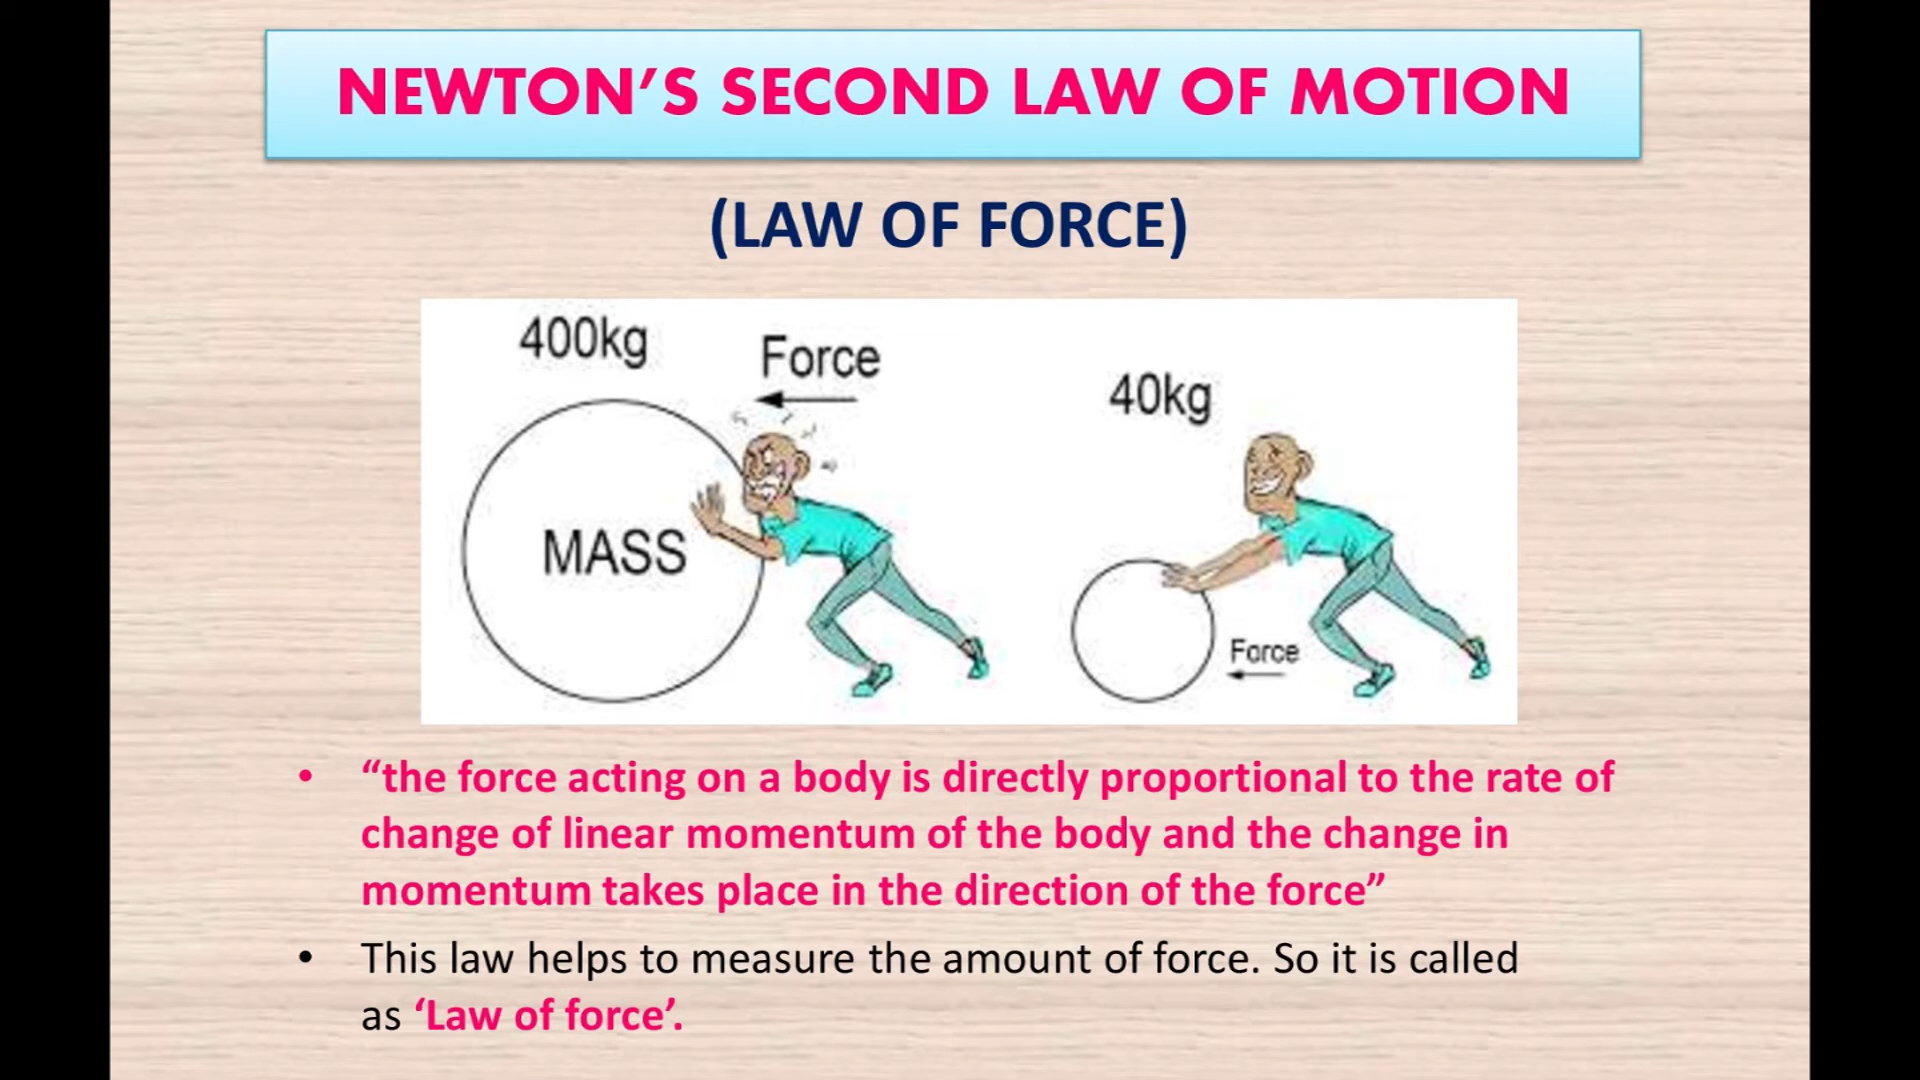 NEWTON’S SECOND LAW OF MOTION
(LAW OF FORCE)
400kg
Force
40kg
MASS
Force
• “the force acting on a body is directly proportional to the rate of
change of linear momentum of the body and the change in
momentum takes place in the direction of the force”
• This law helps to measure the amount of force. So it is called
as ‘Law of force’.